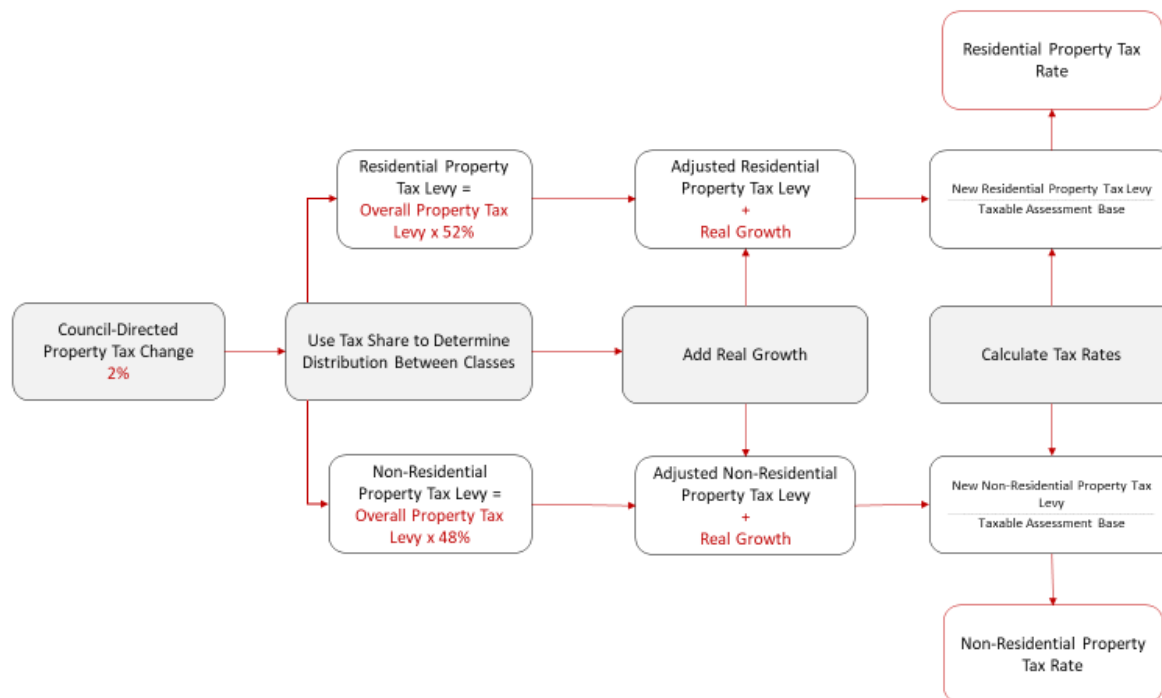 Residential Property Tax
Rate
Residential Property
Tax Levy =
Overall Property Tax
Levy x 52%
Adjusted Residential
Property Tax Levy
+
Real Growth
New Residential Property Tax Levy
Taxable Assessment Base
Council-Directed
Property Tax Change
2%
Use Tax Share to Determine
Distribution Between Classes
Add Real Growth
Calculate Tax Rates
Non-Residential
Property Tax Levy =
Overall Property Tax
Levy x 48%
Adjusted Non-Residential
Property Tax Levy
+
Real Growth
New Non-Residential Property Tax
Levy
Taxable Assessment Base
Non-Residential Property
Tax Rate